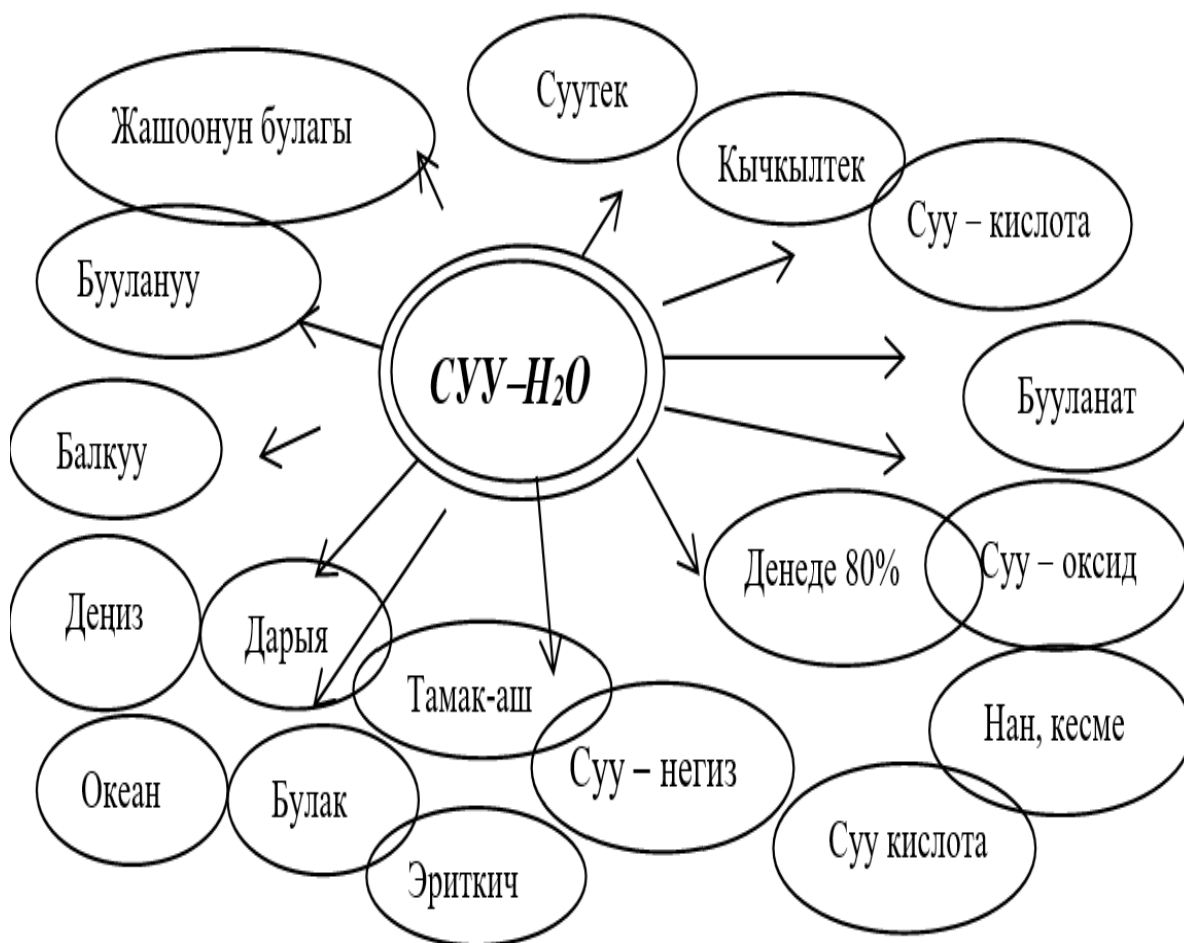 Суутек
Жашоонун булагы
Кычкылтек
Суу – кислота
Буулануу
СУУ–H₂O
Бууланат
Балкуу
Денеде 80%
Суу – оксид
Деңиз
Дарыя
Тамак-аш
Нан, кесме
Суу – негиз
Океан
Булак
Суу кислота
Эриткич